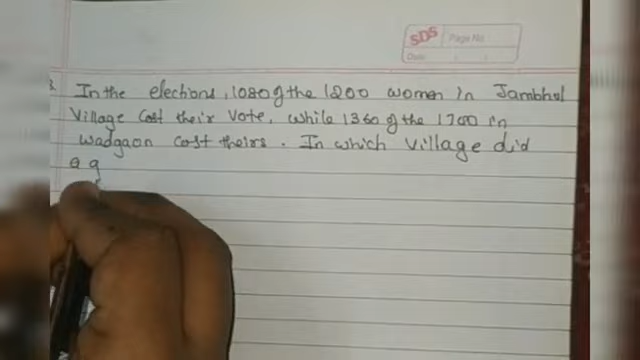 SDS Page No.
Date:
In the elections, 1080 of the 1200 women in Jambhul
Village Cast their Vote, while 1360 of the 1700 in
Wadgaon Cast theirs. In which village did
a g